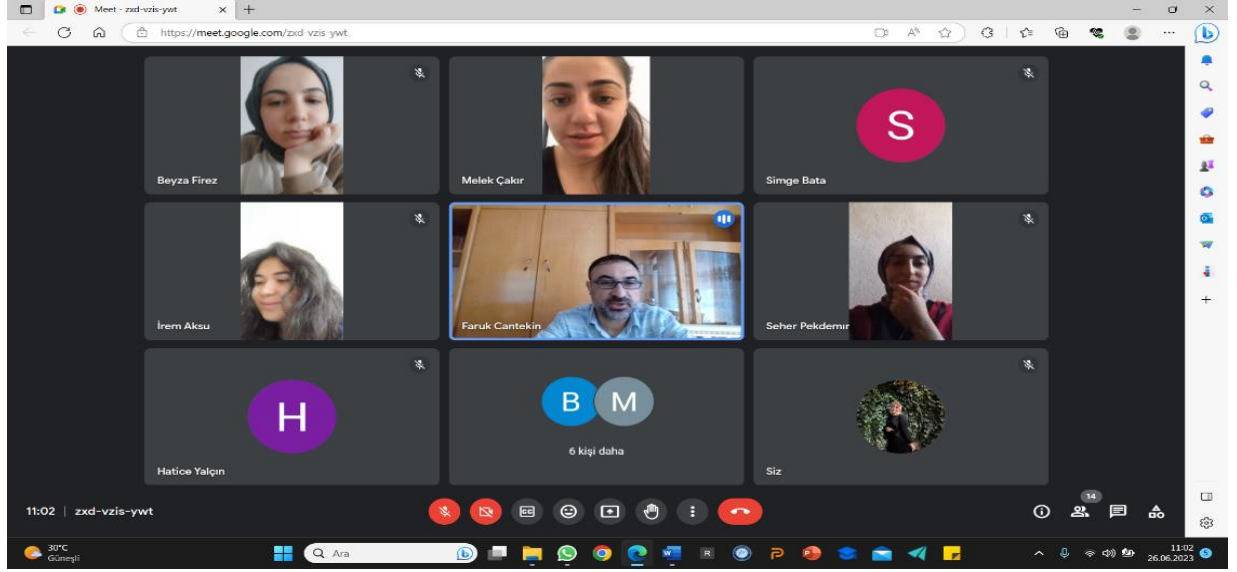 Meet - zxd-vzis-ywt
https://meet.google.com/zxd-vzis-ywt
Beyza Firez
Melek Çakır
S
Simge Bata
İrem Aksu
Faruk Cantekin
Seher Pekdemir
H
Hatice Yalçın
B M
6 kişi daha
Siz
11:02 | zxd-vzis-ywt
14
30°C
Güneşli
Ara
11:02
26.06.2023